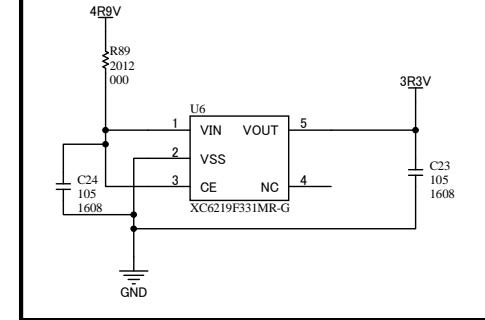 4R9V
R89
2012
000
3R3V
U6
1 VIN VOUT 5
2 VSS
3 CE NC 4
XC6219F331MR-G
C24
105
1608
C23
105
1608
GND